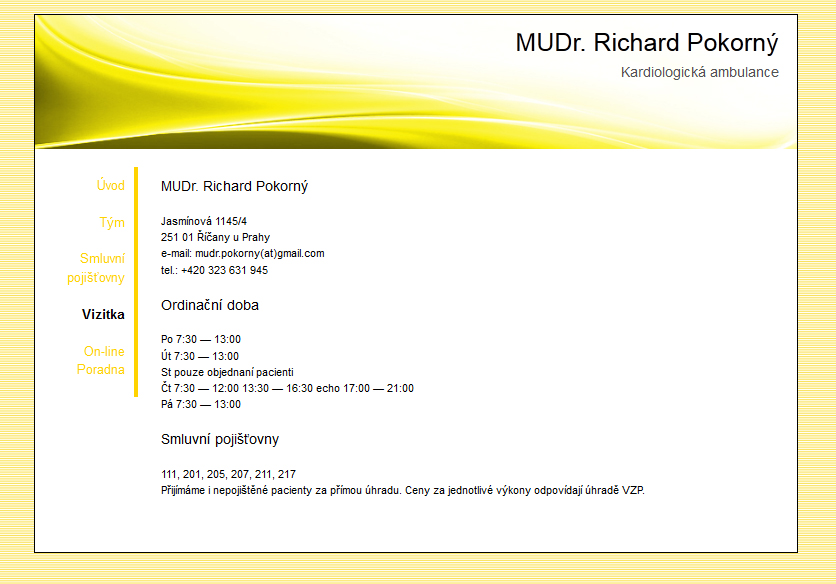 MUDr. Richard Pokorný
Kardiologická ambulance
Úvod
Tým
Smluvní
pojišťovny
Vizitka
On-line
Poradna
MUDr. Richard Pokorný
Jasmínová 1145/4
251 01 Říčany u Prahy
e-mail: mudr.pokorny(at)gmail.com
tel.: +420 323 631 945
Ordinační doba
Po 7:30 — 13:00
Út 7:30 — 13:00
St pouze objednaní pacienti
Čt 7:30 — 12:00 13:30 — 16:30 echo 17:00 — 21:00
Pá 7:30 — 13:00
Smluvní pojišťovny
111, 201, 205, 207, 211, 217
Přijímáme i nepojištěné pacienty za přímou úhradu. Ceny za jednotlivé výkony odpovídají úhradě VZP.